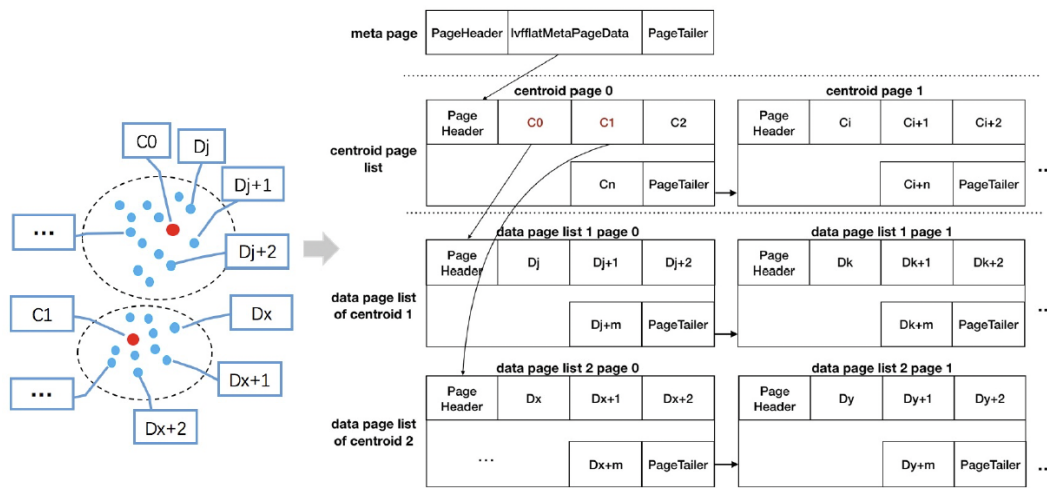 C0
Dj
Dj+1
...
Dj+2
C1
Dx
...
Dx+1
Dx+2
meta page
PageHeader
IvfflatMetaPageData
PageTailer
centroid page 0
centroid page 1
centroid page
list
Page
Header
C0
C1
C2
Cn
PageTailer
Page
Header
Ci
Ci+1
Ci+2
Ci+n
PageTailer
...
data page list 1 page 0
data page list 1 page 1
data page list
of centroid 1
Page
Header
Dj
Dj+1
Dj+2
Dj+m
PageTailer
Page
Header
Dk
Dk+1
Dk+2
Dk+m
PageTailer
...
data page list 2 page 0
data page list 2 page 1
data page list
of centroid 2
Page
Header
Dx
Dx+1
Dx+2
...
Dx+m
PageTailer
Page
Header
Dy
Dy+1
Dy+2
Dy+m
PageTailer
...